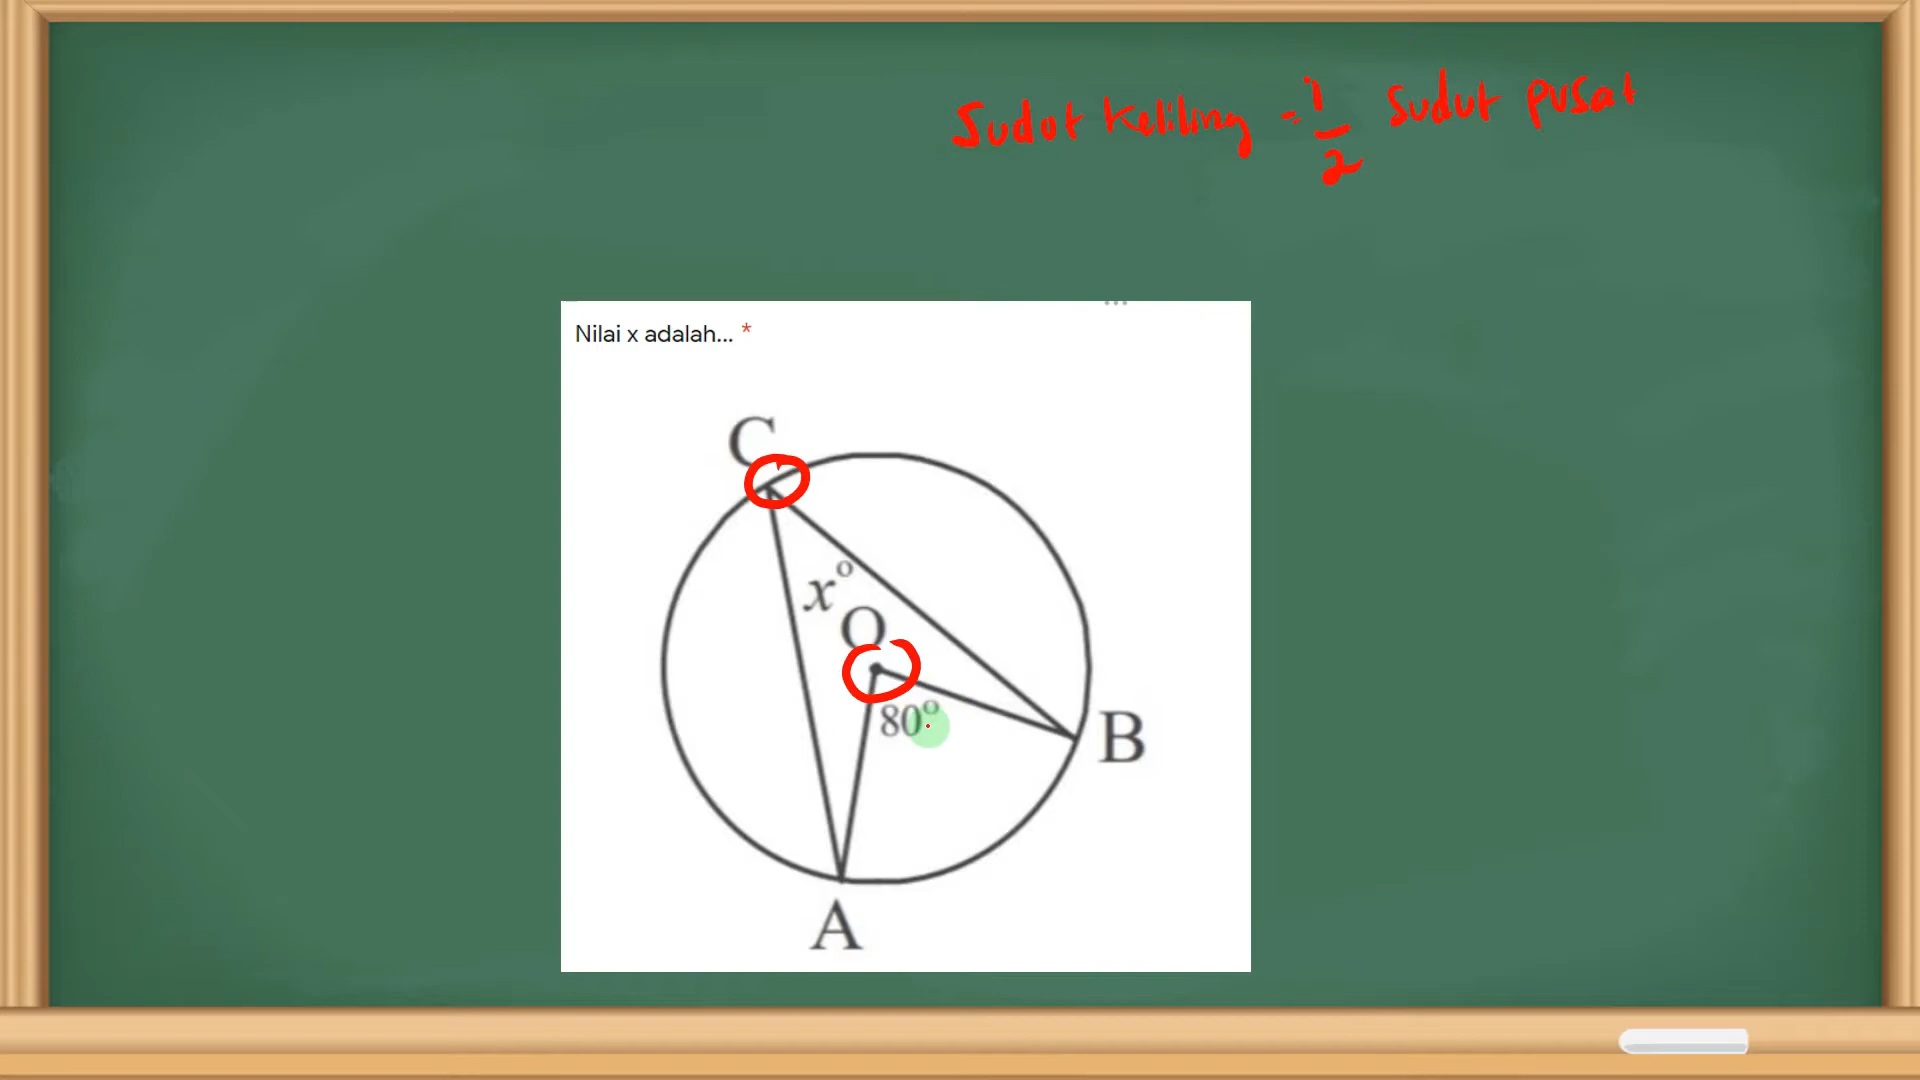 Sudut Keliling = 1/2 Sudut pusat
Nilai x adalah... *
C
x°
O
80°
B
A